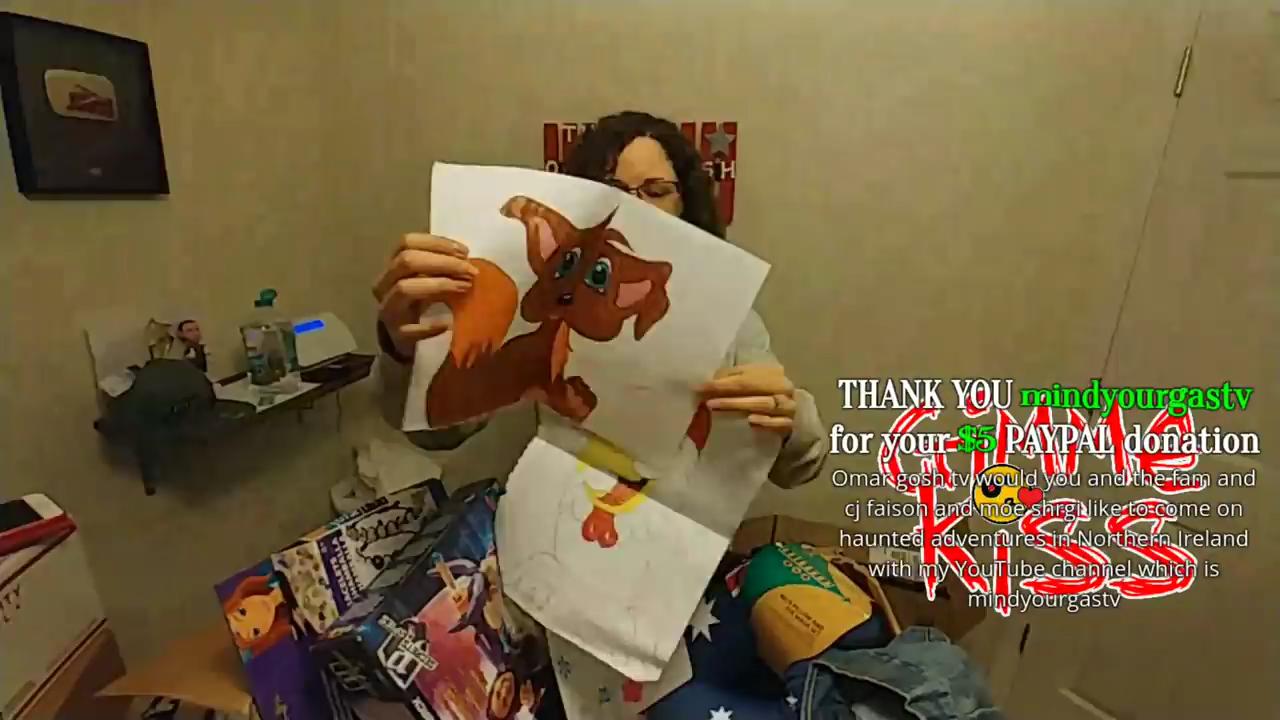 THANK YOU mindyourgastv
for your $5 PAYPAL donation
Omar gosh tv would you and the fam and
cj faison and moe shrgi like to come on
haunted adventures in Northern Ireland
with my YouTube channel which is
mindyourgastv
GiMMe
KiSS